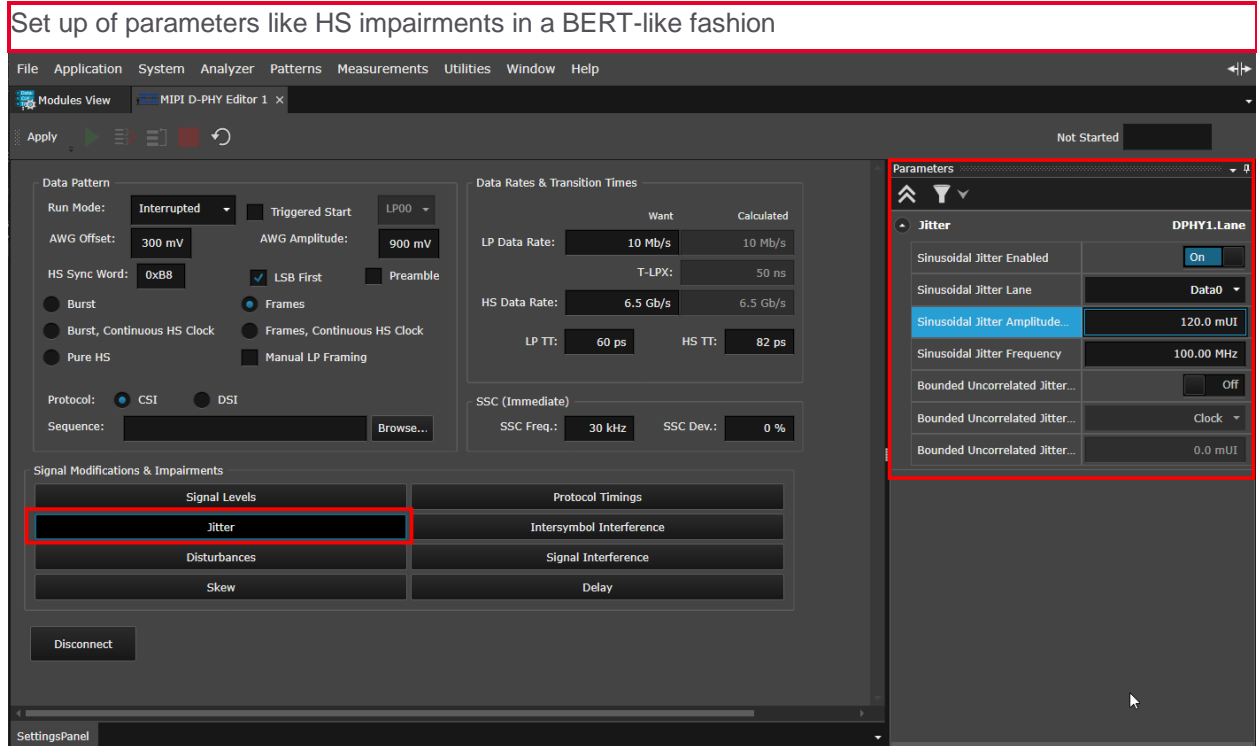 Set up of parameters like HS impairments in a BERT-like fashion
File Application System Analyzer Patterns Measurements Utilities Window Help
Modules View MIPI D-PHY Editor 1 ×
Apply Not Started
Data Pattern
Run Mode: Interrupted Triggered Start LP00
AWG Offset: 300 mV AWG Amplitude: 900 mV
HS Sync Word: 0xB8 LSB First Preamble
Burst Frames
Burst, Continuous HS Clock Frames, Continuous HS Clock
Pure HS Manual LP Framing
Protocol: CSI DSI
Sequence: Browse...
Data Rates & Transition Times
Want Calculated
LP Data Rate: 10 Mb/s 10 Mb/s
T-LPX: 50 ns
HS Data Rate: 6.5 Gb/s 6.5 Gb/s
LP TT: 60 ps HS TT: 82 ps
SSC (Immediate)
SSC Freq.: 30 kHz SSC Dev.: 0 %
Signal Modifications & Impairments
Signal Levels Protocol Timings
Jitter Intersymbol Interference
Disturbances Signal Interference
Skew Delay
Disconnect
SettingsPanel
Parameters
Jitter DPHY1.Lane
Sinusoidal Jitter Enabled On
Sinusoidal Jitter Lane Data0
Sinusoidal Jitter Amplitude... 120.0 mUI
Sinusoidal Jitter Frequency 100.00 MHz
Bounded Uncorrelated Jitter... Off
Bounded Uncorrelated Jitter... Clock
Bounded Uncorrelated Jitter... 0.0 mUI